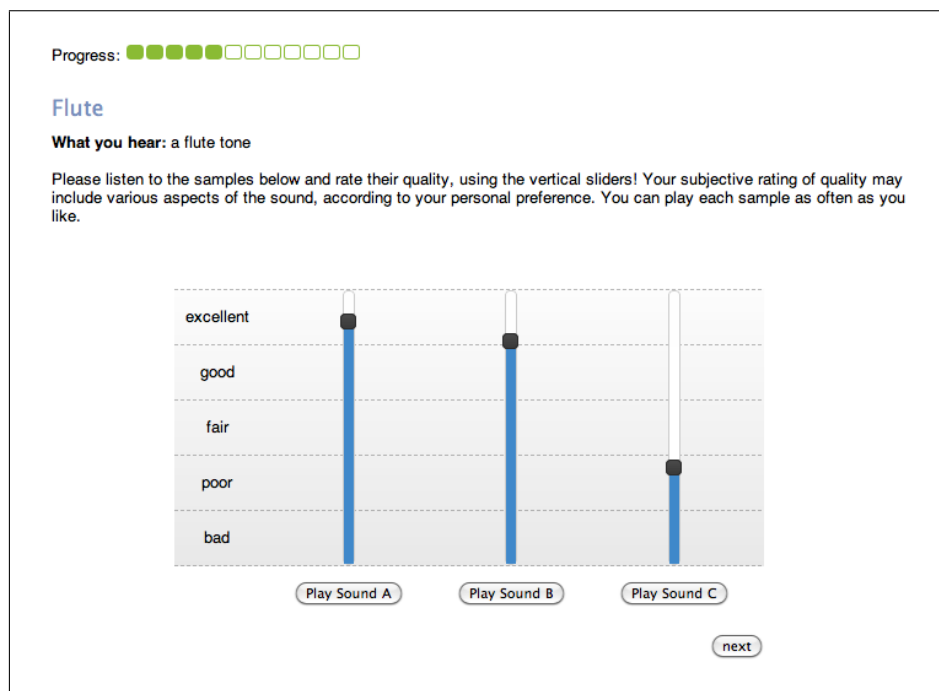 Progress:
Flute
What you hear: a flute tone
Please listen to the samples below and rate their quality, using the vertical sliders! Your subjective rating of quality may
include various aspects of the sound, according to your personal preference. You can play each sample as often as you
like.
excellent
good
fair
poor
bad
Play Sound A Play Sound B Play Sound C
next